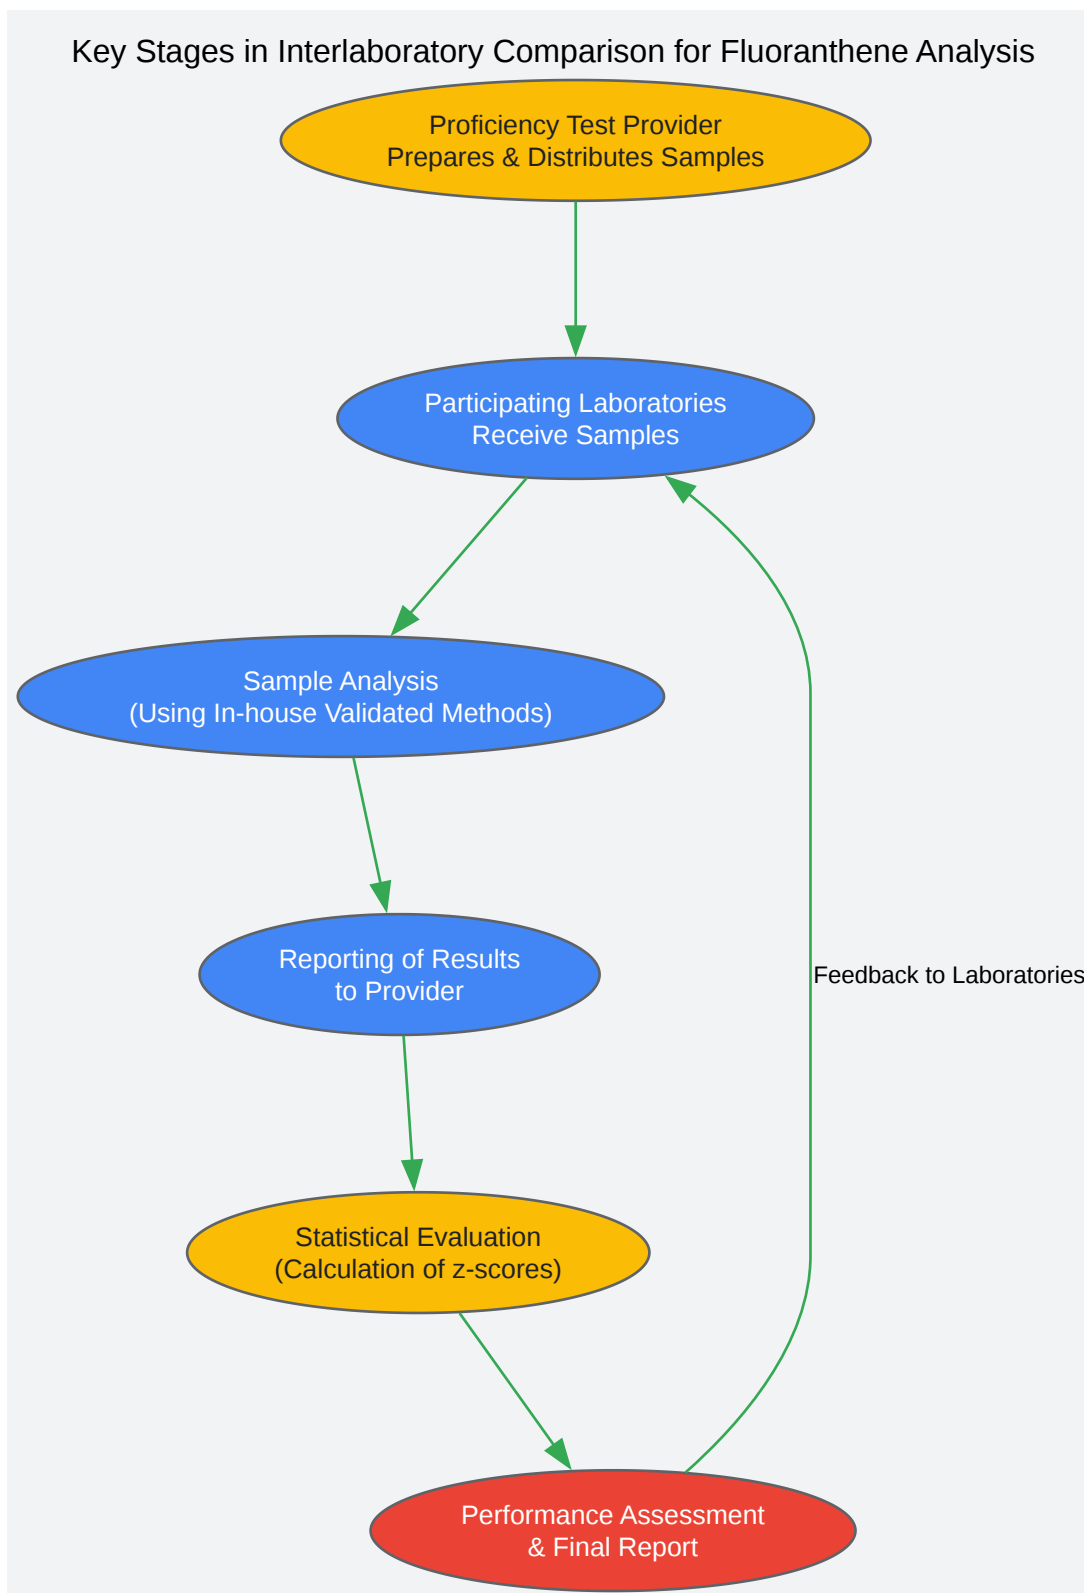 Key Stages in Interlaboratory Comparison for Fluoranthene Analysis
Proficiency Test Provider
Prepares & Distributes Samples
Participating Laboratories
Receive Samples
Sample Analysis
(Using In-house Validated Methods)
Reporting of Results
to Provider
Feedback to Laboratories
Statistical Evaluation
(Calculation of z-scores)
Performance Assessment
& Final Report